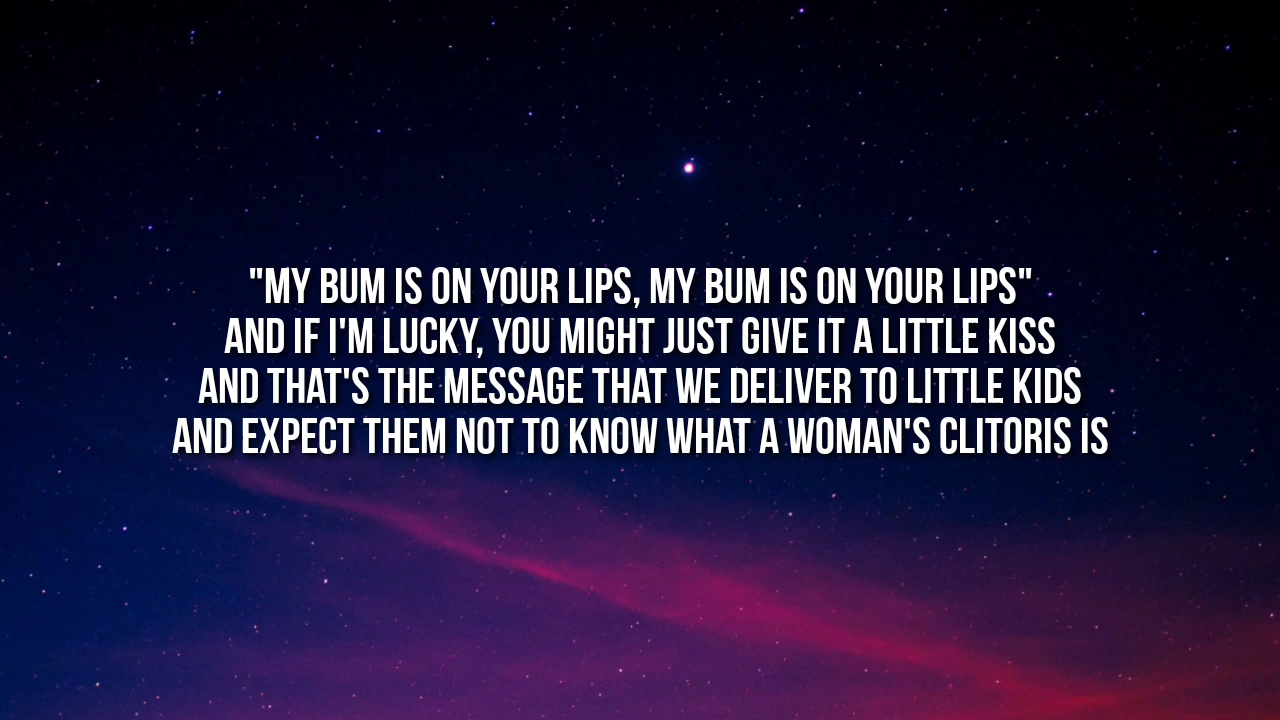 "MY BUM IS ON YOUR LIPS, MY BUM IS ON YOUR LIPS"
AND IF I'M LUCKY, YOU MIGHT JUST GIVE IT A LITTLE KISS
AND THAT'S THE MESSAGE THAT WE DELIVER TO LITTLE KIDS
AND EXPECT THEM NOT TO KNOW WHAT A WOMAN'S CLITORIS IS